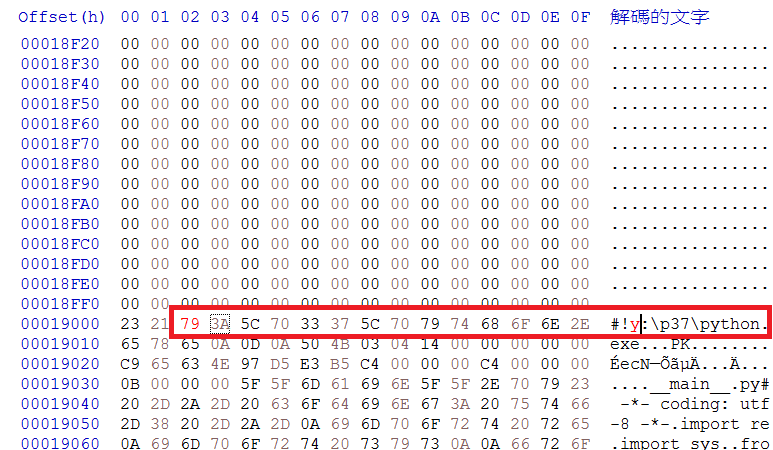 Offset(h) 00 01 02 03 04 05 06 07 08 09 0A 0B 0C 0D 0E 0F 解碼的文字
00018F20 00 00 00 00 00 00 00 00 00 00 00 00 00 00 00 00 ................
00018F30 00 00 00 00 00 00 00 00 00 00 00 00 00 00 00 00 ................
00018F40 00 00 00 00 00 00 00 00 00 00 00 00 00 00 00 00 ................
00018F50 00 00 00 00 00 00 00 00 00 00 00 00 00 00 00 00 ................
00018F60 00 00 00 00 00 00 00 00 00 00 00 00 00 00 00 00 ................
00018F70 00 00 00 00 00 00 00 00 00 00 00 00 00 00 00 00 ................
00018F80 00 00 00 00 00 00 00 00 00 00 00 00 00 00 00 00 ................
00018F90 00 00 00 00 00 00 00 00 00 00 00 00 00 00 00 00 ................
00018FA0 00 00 00 00 00 00 00 00 00 00 00 00 00 00 00 00 ................
00018FB0 00 00 00 00 00 00 00 00 00 00 00 00 00 00 00 00 ................
00018FC0 00 00 00 00 00 00 00 00 00 00 00 00 00 00 00 00 ................
00018FD0 00 00 00 00 00 00 00 00 00 00 00 00 00 00 00 00 ................
00018FE0 00 00 00 00 00 00 00 00 00 00 00 00 00 00 00 00 ................
00018FF0 00 00 00 00 00 00 00 00 00 00 00 00 00 00 00 00 ................
00019000 23 21 79 3A 5C 70 33 37 5C 70 79 74 68 6F 6E 2E #!y:\p37\python.
00019010 65 78 65 0A 0D 0A 50 4B 03 04 14 00 00 00 00 00 exe...PK........
00019020 C9 65 63 4E 97 D5 E3 B5 C4 00 00 00 C4 00 00 00 ÉecN—ÕãµÄ...Ä...
00019030 0B 00 00 00 5F 5F 6D 61 69 6E 5F 5F 2E 70 79 23 ....__main__.py#
00019040 20 2D 2A 2D 20 63 6F 64 69 6E 67 3A 20 75 74 66  -*- coding: utf
00019050 2D 38 20 2D 2A 2D 0A 69 6D 70 6F 72 74 20 72 65 -8 -*-.import re
00019060 0A 69 6D 70 6F 72 74 20 73 79 73 0A 0A 66 72 6F .import sys..fro